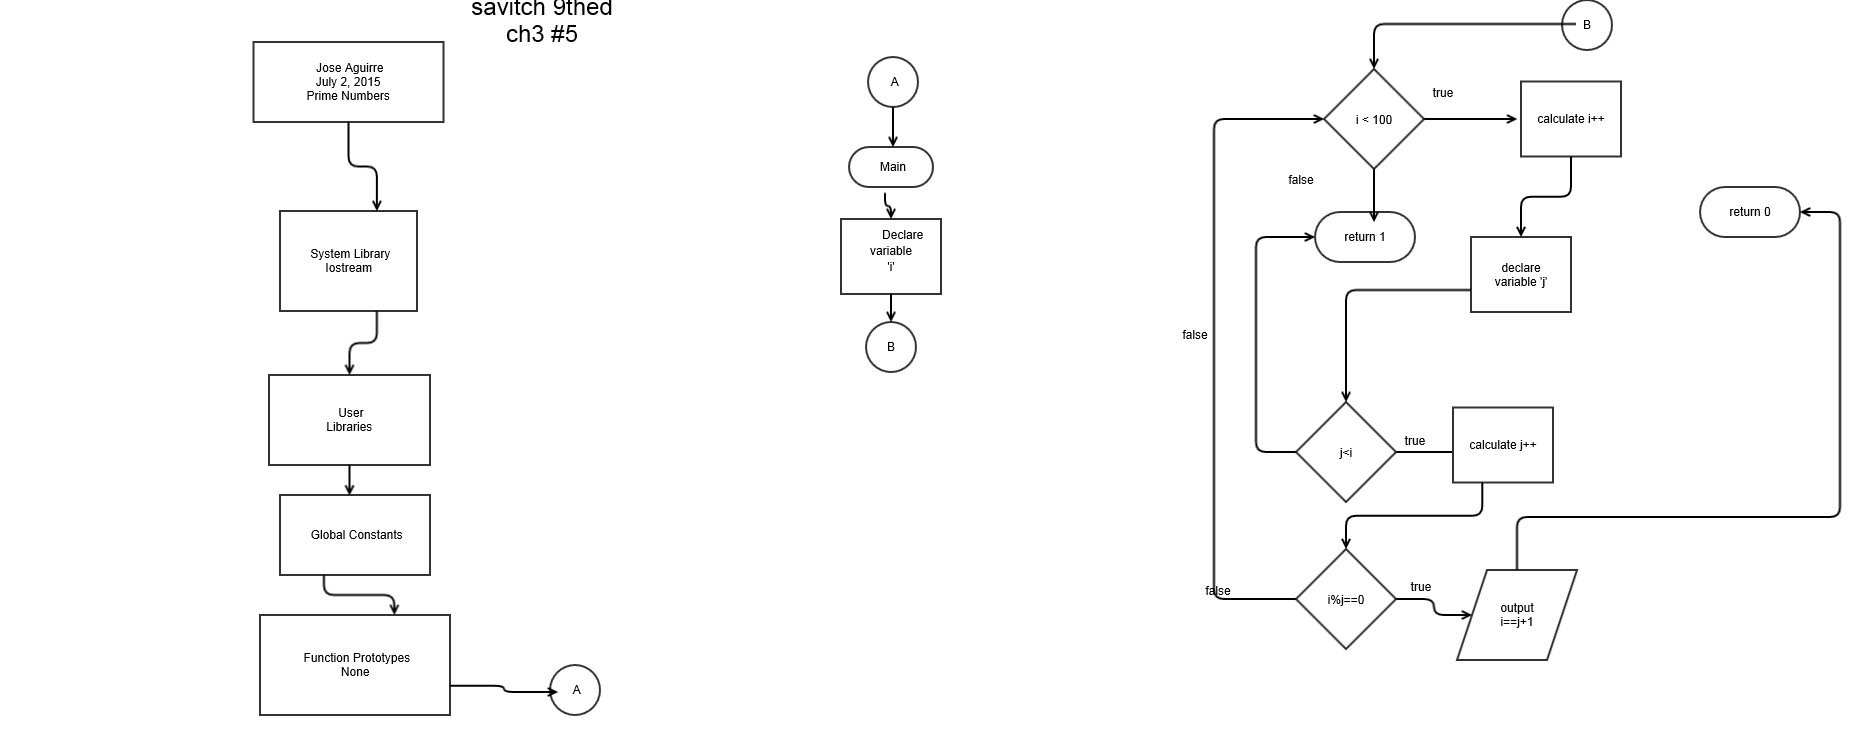 savitch 9thed
ch3 #5
Jose Aguirre
July 2, 2015
Prime Numbers
System Library
Iostream
User
Libraries
Global Constants
Function Prototypes
None
A
A
Main
Declare
variable
'i'
B
B
i < 100
true
calculate i++
false
return 1
return 0
declare
variable 'j'
false
j<i
true
calculate j++
false
i%j==0
true
output
i==j+1